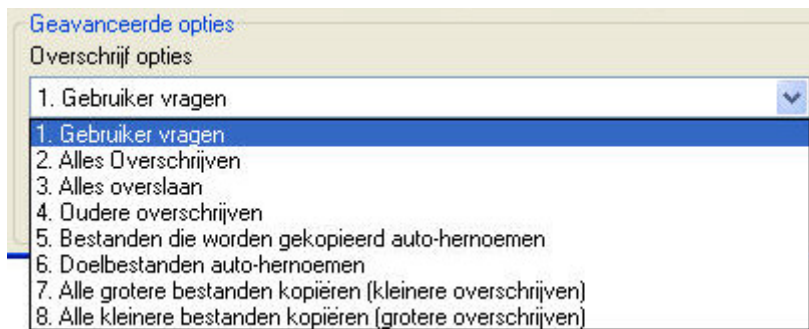 Geavanceerde opties
Overschrijf opties
1. Gebruiker vragen
1. Gebruiker vragen
2. Alles Overschrijven
3. Alles overslaan
4. Oudere overschrijven
5. Bestanden die worden gekopieerd auto-hernoemen
6. Doelbestanden auto-hernoemen
7. Alle grotere bestanden kopiëren (kleinere overschrijven)
8. Alle kleinere bestanden kopiëren (grotere overschrijven)